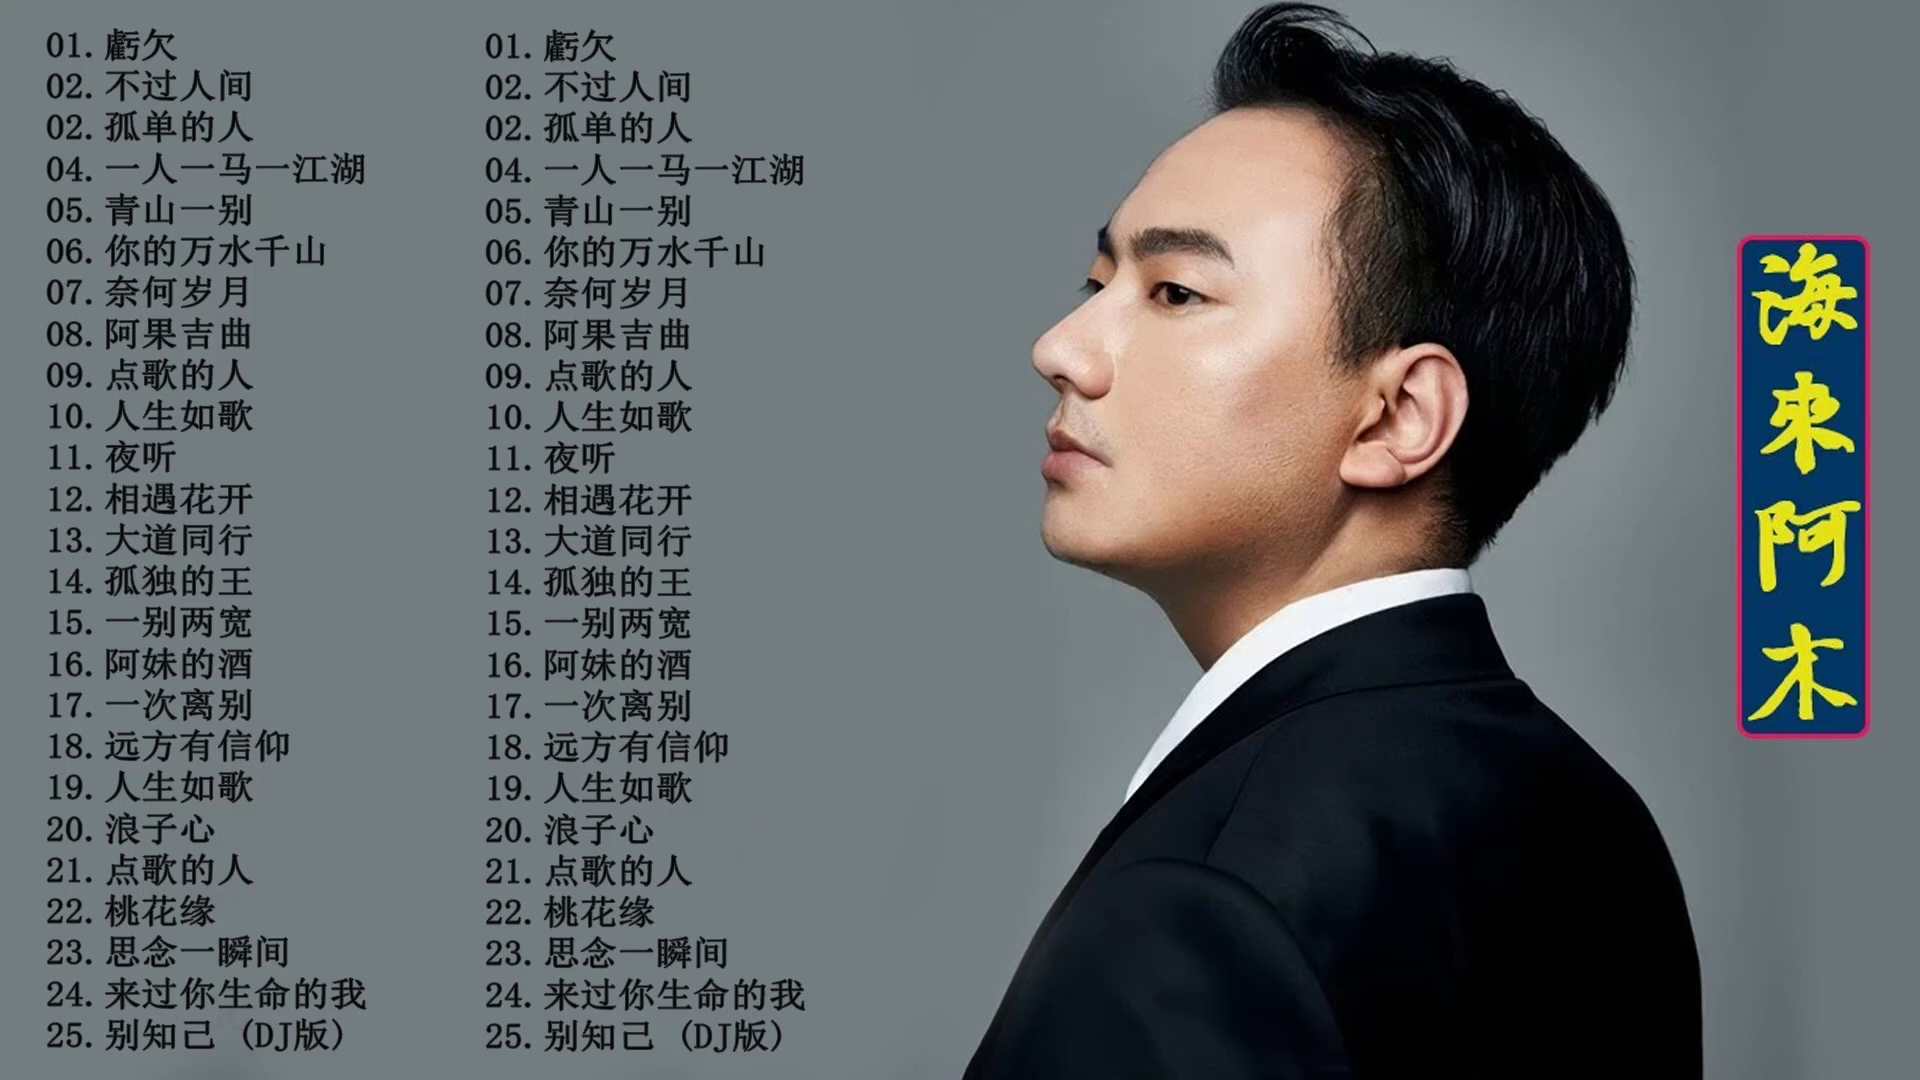 01. 虧欠
02. 不过人间
02. 孤单的人
04. 一人一马一江湖
05. 青山一别
06. 你的万水千山
07. 奈何岁月
08. 阿果吉曲
09. 点歌的人
10. 人生如歌
11. 夜听
12. 相遇花开
13. 大道同行
14. 孤独的王
15. 一别两宽
16. 阿妹的酒
17. 一次离别
18. 远方有信仰
19. 人生如歌
20. 浪子心
21. 点歌的人
22. 桃花缘
23. 思念一瞬间
24. 来过你生命的我
25. 别知己 (DJ版)
01. 虧欠
02. 不过人间
02. 孤单的人
04. 一人一马一江湖
05. 青山一别
06. 你的万水千山
07. 奈何岁月
08. 阿果吉曲
09. 点歌的人
10. 人生如歌
11. 夜听
12. 相遇花开
13. 大道同行
14. 孤独的王
15. 一别两宽
16. 阿妹的酒
17. 一次离别
18. 远方有信仰
19. 人生如歌
20. 浪子心
21. 点歌的人
22. 桃花缘
23. 思念一瞬间
24. 来过你生命的我
25. 别知己 (DJ版)
海来阿木